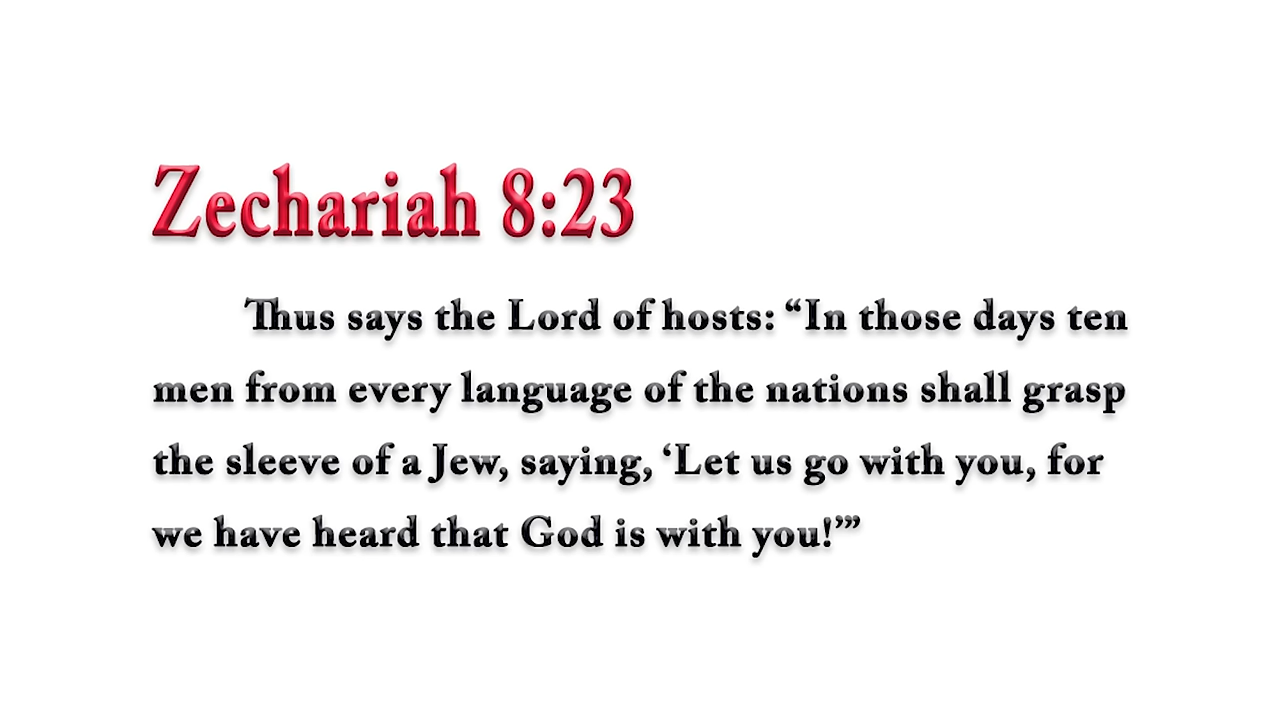 Zechariah 8:23
Thus says the Lord of hosts: “In those days ten
men from every language of the nations shall grasp
the sleeve of a Jew, saying, ‘Let us go with you, for
we have heard that God is with you!’”